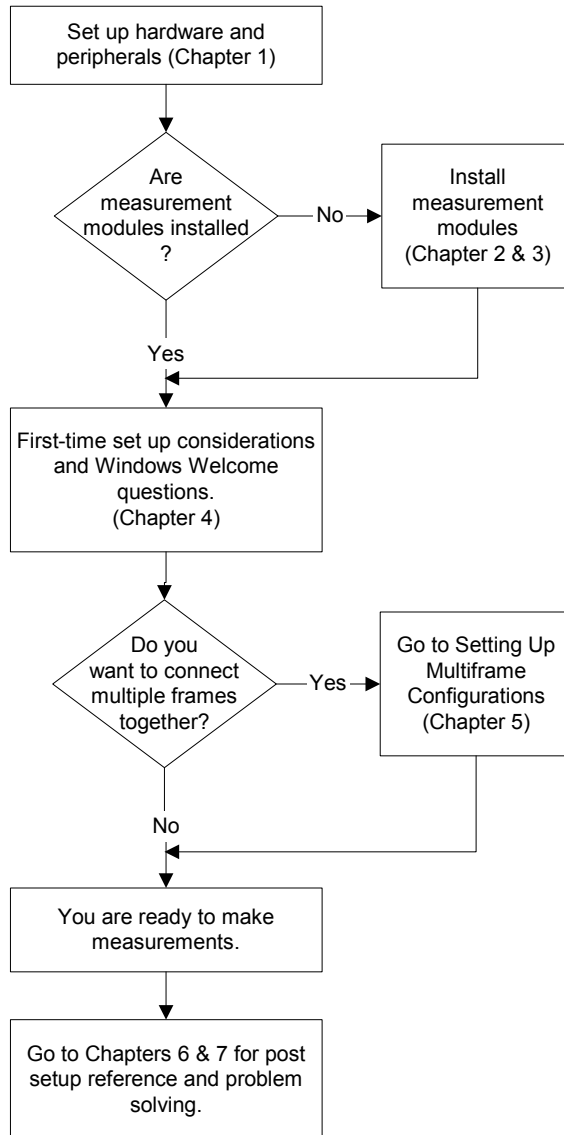 Set up hardware and
peripherals (Chapter 1)
Are
measurement
modules installed
?
No
Install
measurement
modules
(Chapter 2 & 3)
Yes
First-time set up considerations
and Windows Welcome
questions.
(Chapter 4)
Do you
want to connect
multiple frames
together?
Yes
Go to Setting Up
Multiframe
Configurations
(Chapter 5)
No
You are ready to make
measurements.
Go to Chapters 6 & 7 for post
setup reference and problem
solving.